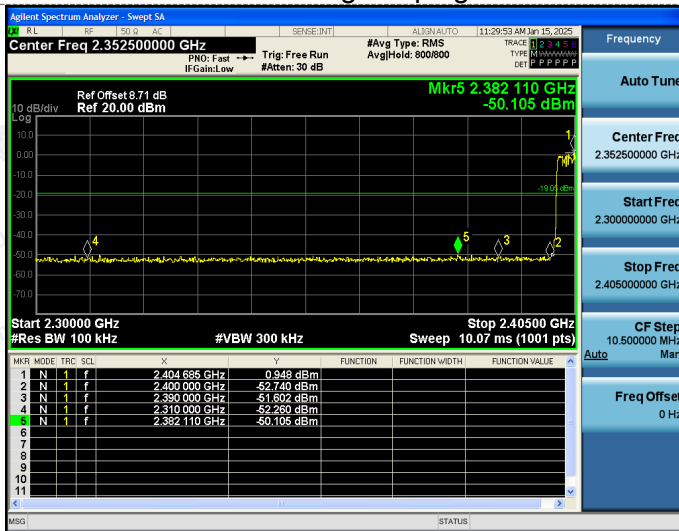 Agilent Spectrum Analyzer - Swept SA
RL RF 50 Ω AC SENSE:INT ALIGNAUTO 11:29:53 AM Jan 15, 2025
Center Freq 2.352500000 GHz
PNO: Fast
IFGain:Low
Trig: Free Run
#Atten: 30 dB
#Avg Type: RMS
Avg|Hold: 800/800
TRACE 1 2 3 4 5 6
TYPE M
DET P P P P P P
Ref Offset 8.71 dB
10 dB/div Ref 20.00 dBm
Log
Mkr5 2.382 110 GHz
-50.105 dBm
10.0
0.00
-10.0
-20.0
-30.0
-40.0
-50.0
-60.0
-70.0
1
-19.05 dBm
4
5
3
2
Start 2.30000 GHz Stop 2.40500 GHz
#Res BW 100 kHz #VBW 300 kHz Sweep 10.07 ms (1001 pts)
MKR MODE TRC SCL X Y FUNCTION FUNCTION WIDTH FUNCTION VALUE
1 N 1 f 2.404 685 GHz 0.948 dBm
2 N 1 f 2.400 000 GHz -52.740 dBm
3 N 1 f 2.390 000 GHz -51.602 dBm
4 N 1 f 2.310 000 GHz -52.260 dBm
5 N 1 f 2.382 110 GHz -50.105 dBm
6
7
8
9
10
11
MSG STATUS
Frequency
Auto Tune
Center Freq
2.352500000 GHz
Start Freq
2.300000000 GHz
Stop Freq
2.405000000 GHz
CF Step
10.500000 MHz
Auto Man
Freq Offset
0 Hz